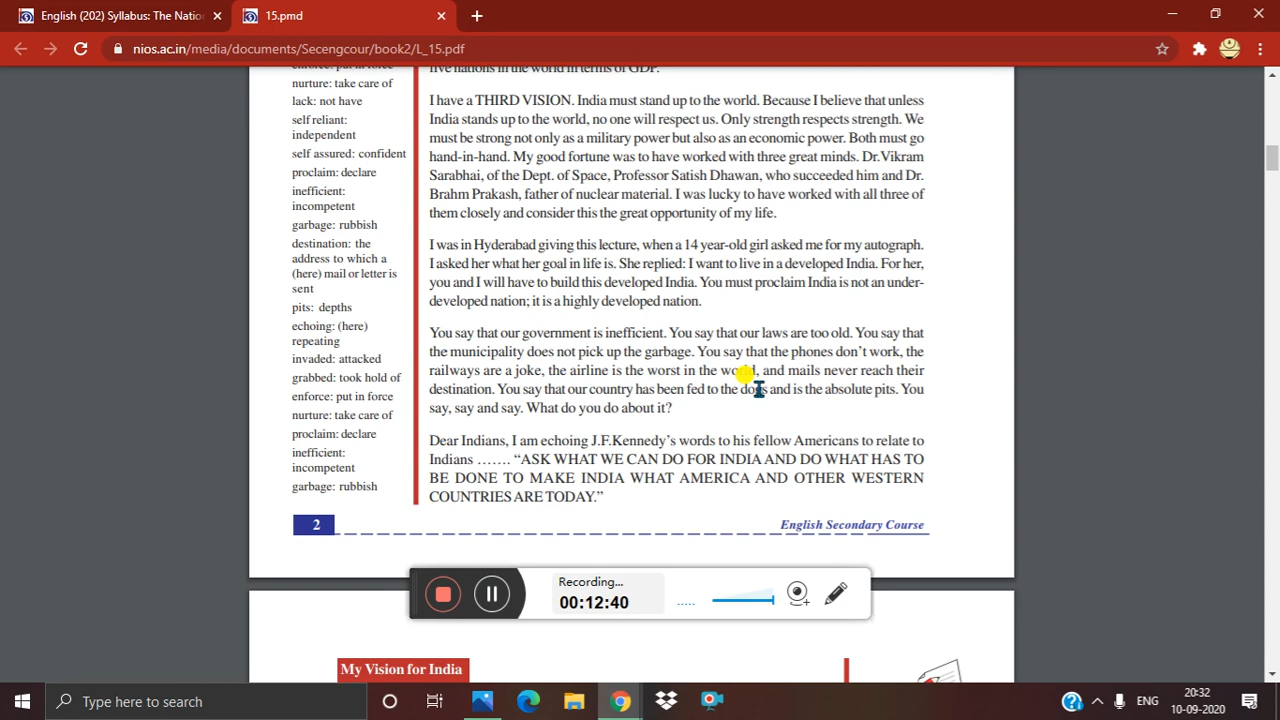 English (202) Syllabus: The Natio
15.pmd
nios.ac.in/media/documents/Secengcour/book2/L_15.pdf
nurture: take care of
lack: not have
self reliant:
independent
self assured: confident
proclaim: declare
inefficient:
incompetent
garbage: rubbish
destination: the
address to which a
(here) mail or letter is
sent
pits: depths
echoing: (here)
repeating
invaded: attacked
grabbed: took hold of
enforce: put in force
nurture: take care of
proclaim: declare
inefficient:
incompetent
garbage: rubbish
five nations in the world in terms of GDP.
I have a THIRD VISION. India must stand up to the world. Because I believe that unless
India stands up to the world, no one will respect us. Only strength respects strength. We
must be strong not only as a military power but also as an economic power. Both must go
hand-in-hand. My good fortune was to have worked with three great minds. Dr.Vikram
Sarabhai, of the Dept. of Space, Professor Satish Dhawan, who succeeded him and Dr.
Brahm Prakash, father of nuclear material. I was lucky to have worked with all three of
them closely and consider this the great opportunity of my life.
I was in Hyderabad giving this lecture, when a 14 year-old girl asked me for my autograph.
I asked her what her goal in life is. She replied: I want to live in a developed India. For her,
you and I will have to build this developed India. You must proclaim India is not an under-
developed nation; it is a highly developed nation.
You say that our government is inefficient. You say that our laws are too old. You say that
the municipality does not pick up the garbage. You say that the phones don’t work, the
railways are a joke, the airline is the worst in the world, and mails never reach their
destination. You say that our country has been fed to the dogs and is the absolute pits. You
say, say and say. What do you do about it?
Dear Indians, I am echoing J.F.Kennedy’s words to his fellow Americans to relate to
Indians ……. “ASK WHAT WE CAN DO FOR INDIA AND DO WHAT HAS TO
BE DONE TO MAKE INDIA WHAT AMERICA AND OTHER WESTERN
COUNTRIES ARE TODAY.”
2
English Secondary Course
Recording...
00:12:40
My Vision for India
Type here to search
ENG
20:32
10-09-2020